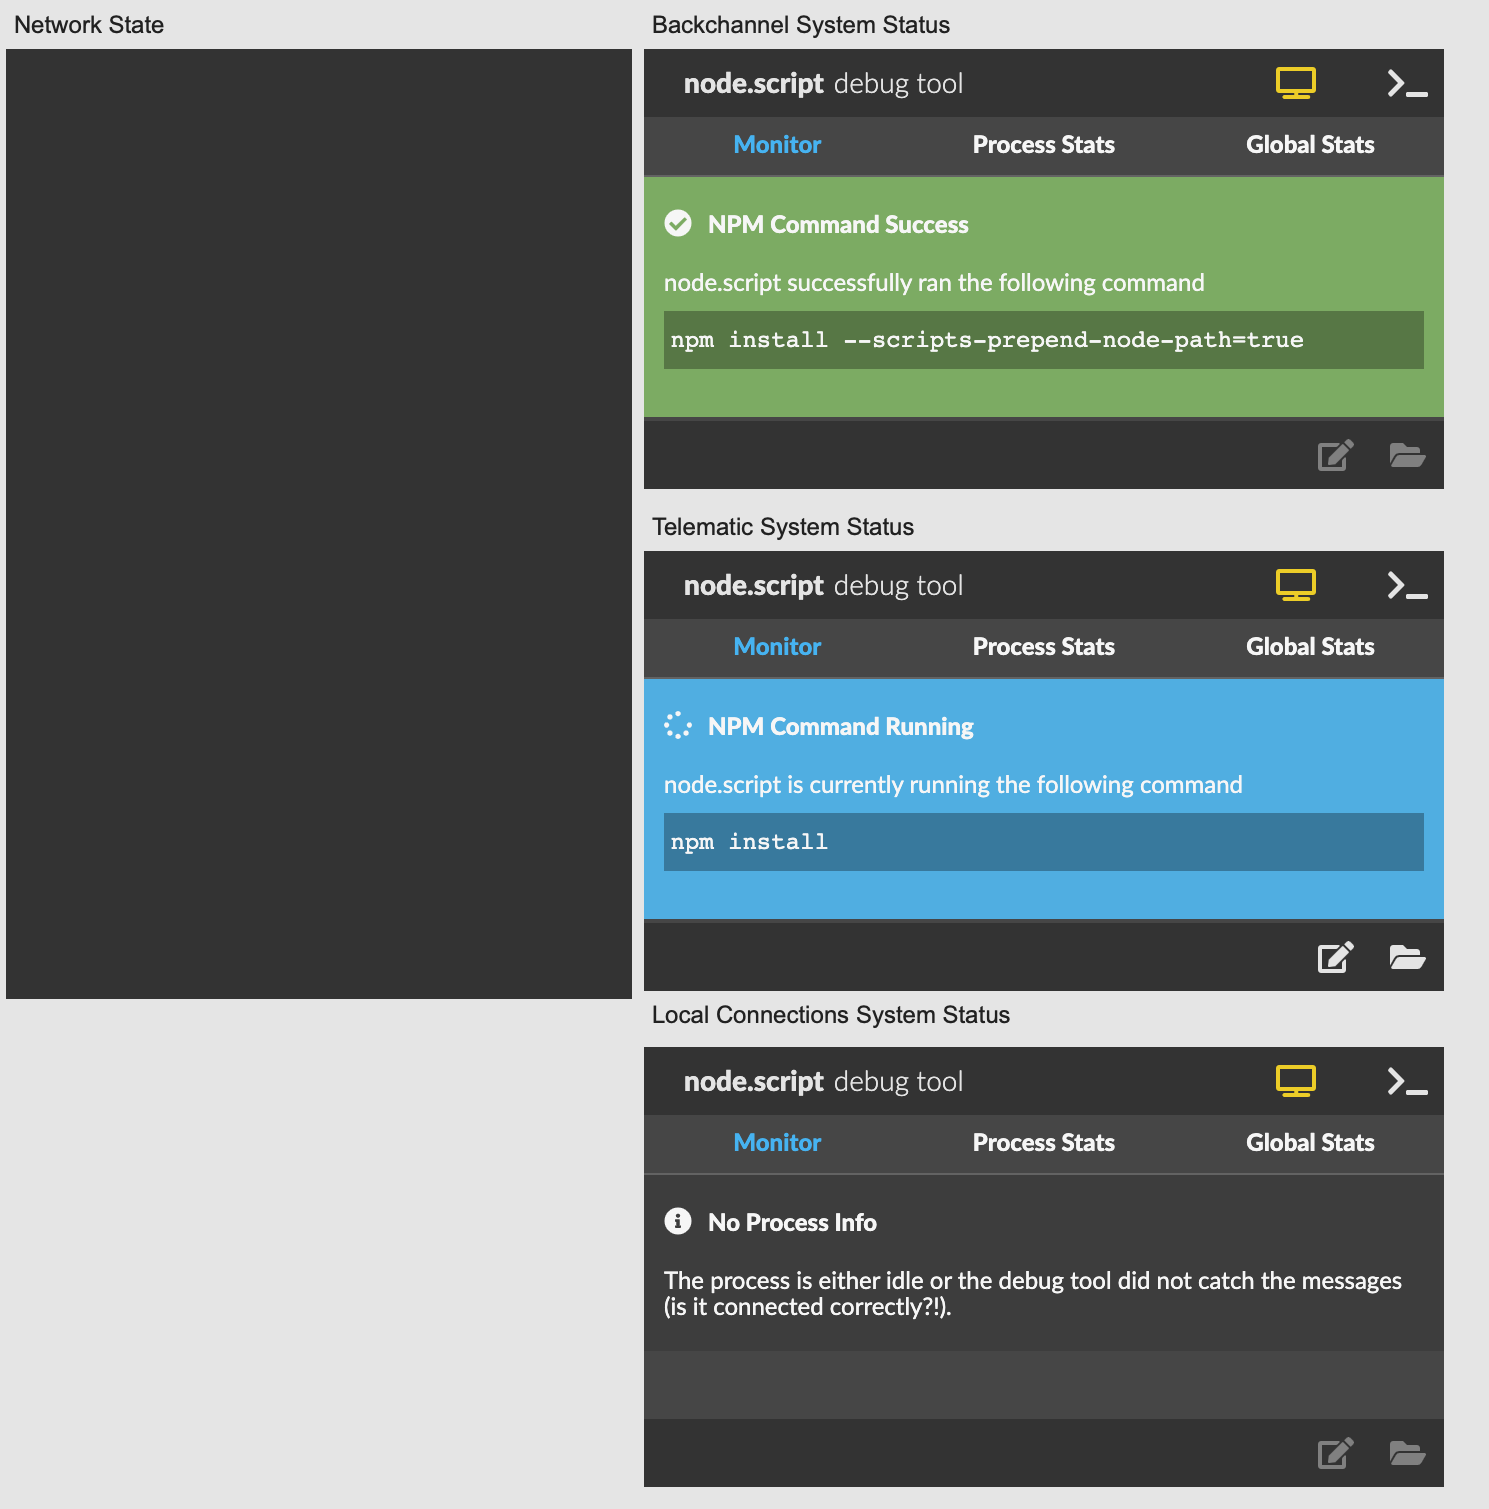 Network State
Backchannel System Status
node.script debug tool
Monitor Process Stats Global Stats
NPM Command Success
node.script successfully ran the following command
npm install --scripts-prepend-node-path=true
Telematic System Status
node.script debug tool
Monitor Process Stats Global Stats
NPM Command Running
node.script is currently running the following command
npm install
Local Connections System Status
node.script debug tool
Monitor Process Stats Global Stats
No Process Info
The process is either idle or the debug tool did not catch the messages
(is it connected correctly?!).